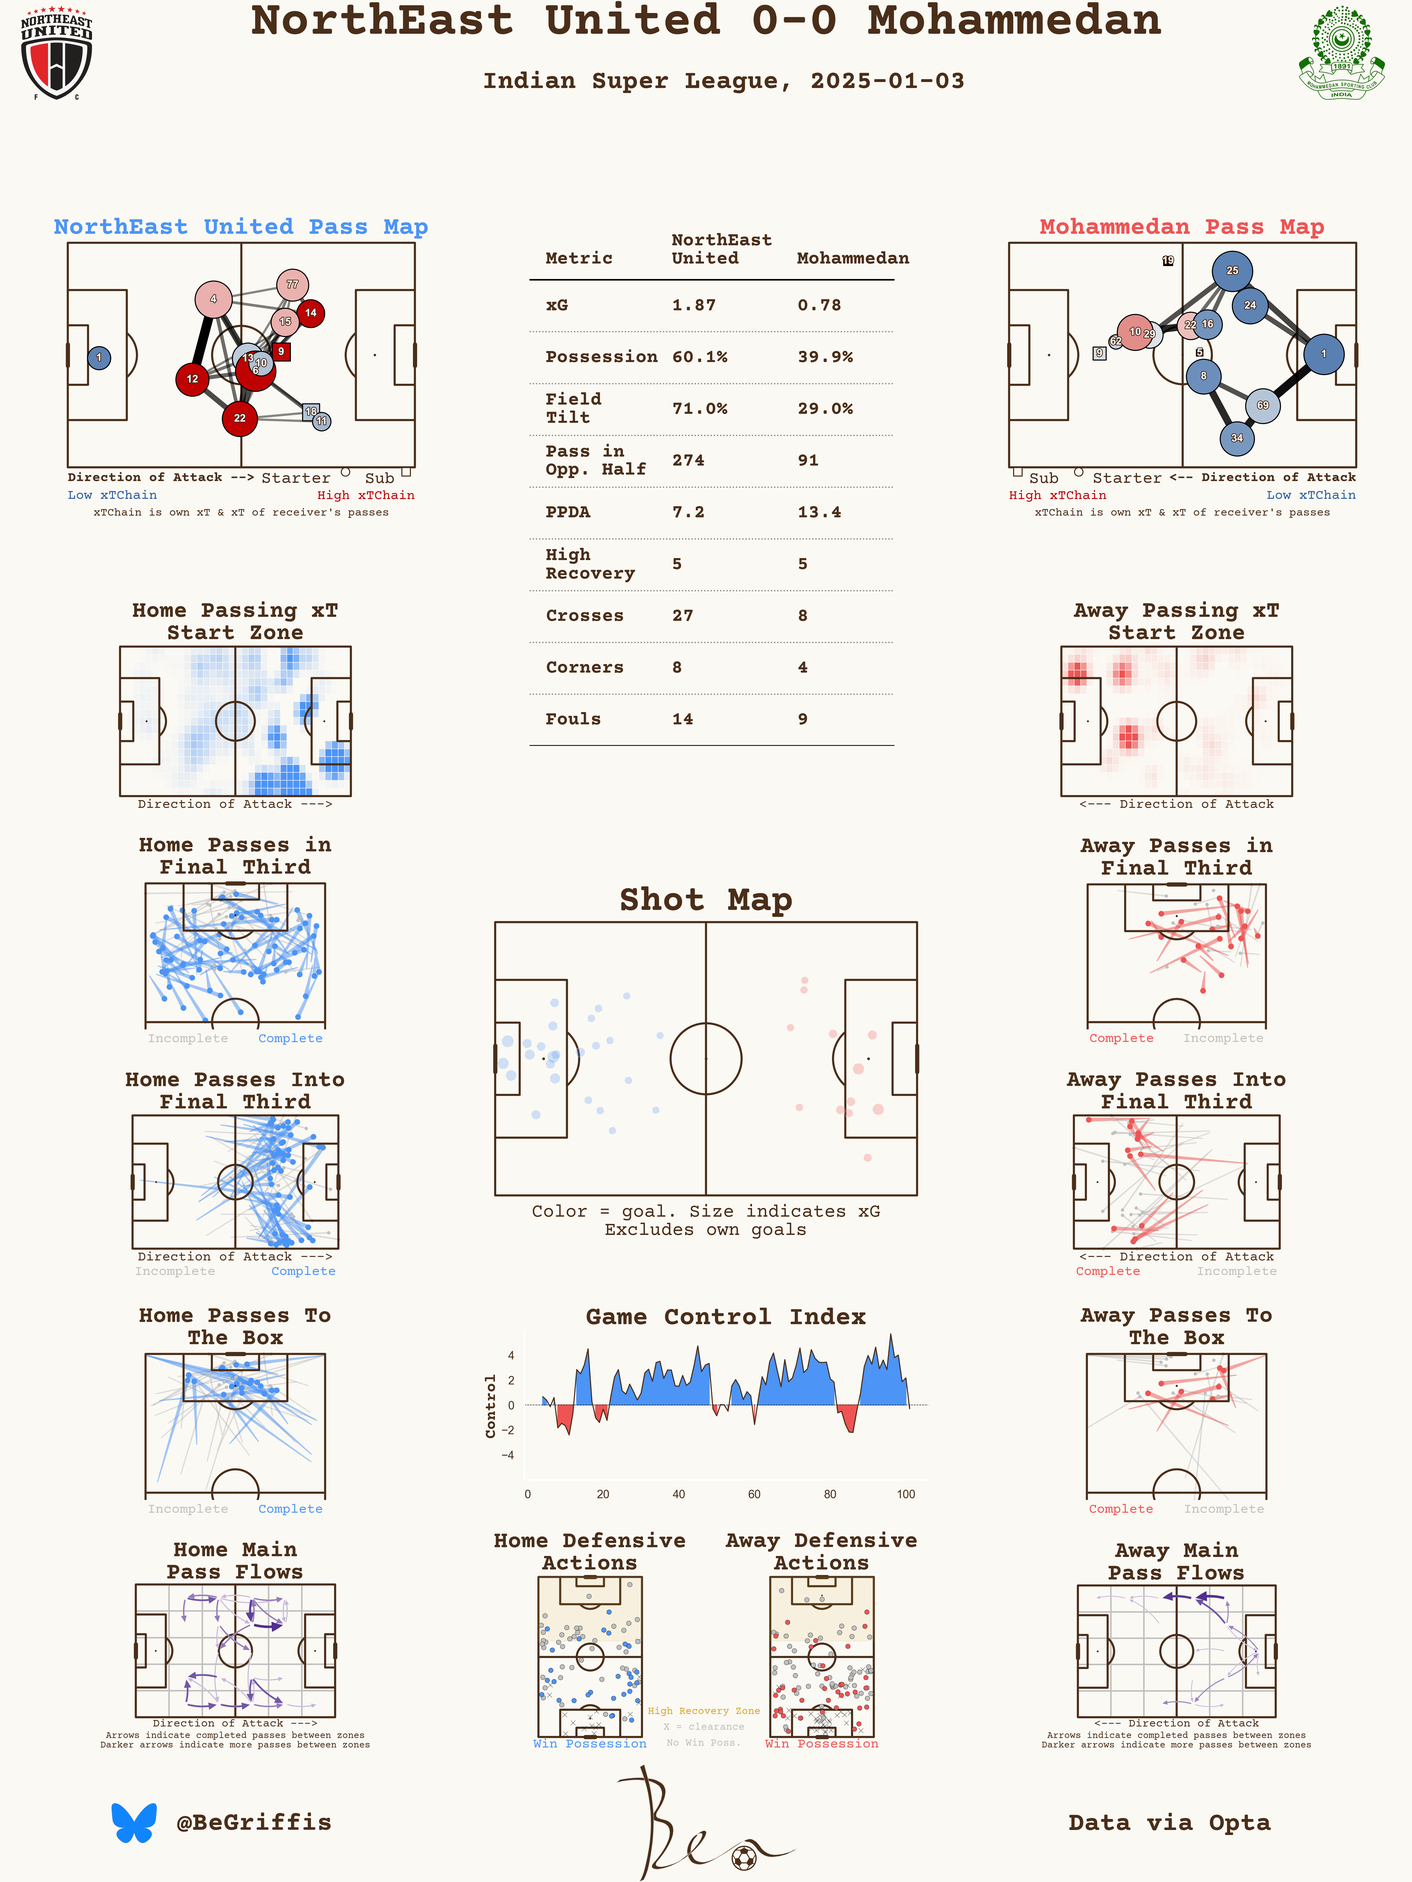 NorthEast United 0-0 Mohammedan
Indian Super League, 2025-01-03
NORTHEAST
UNITED
F C
1891
MOHAMMEDAN SPORTING CLUB
INDIA
NorthEast United Pass Map
1
4
77
14
15
9
13
10
6
12
22
18
11
Direction of Attack --> Starter Sub
Low xTChain High xTChain
xTChain is own xT & xT of receiver's passes
Metric NorthEast United Mohammedan
xG 1.87 0.78
Possession 60.1% 39.9%
Field Tilt 71.0% 29.0%
Pass in Opp. Half 274 91
PPDA 7.2 13.4
High Recovery 5 5
Crosses 27 8
Corners 8 4
Fouls 14 9
Mohammedan Pass Map
19
25
24
22
16
10
29
62
9
5
1
8
69
34
Sub Starter <-- Direction of Attack
High xTChain Low xTChain
xTChain is own xT & xT of receiver's passes
Home Passing xT
Start Zone
Direction of Attack --->
Away Passing xT
Start Zone
<--- Direction of Attack
Home Passes in
Final Third
Incomplete Complete
Shot Map
Color = goal. Size indicates xG
Excludes own goals
Away Passes in
Final Third
Complete Incomplete
Home Passes Into
Final Third
Direction of Attack --->
Incomplete Complete
Away Passes Into
Final Third
<--- Direction of Attack
Complete Incomplete
Home Passes To
The Box
Incomplete Complete
Game Control Index
Control
4
2
0
−2
−4
0 20 40 60 80 100
Away Passes To
The Box
Complete Incomplete
Home Main
Pass Flows
Direction of Attack --->
Arrows indicate completed passes between zones
Darker arrows indicate more passes between zones
Home Defensive
Actions
Win Possession
High Recovery Zone
X = clearance
No Win Poss.
Away Defensive
Actions
Win Possession
Away Main
Pass Flows
<--- Direction of Attack
Arrows indicate completed passes between zones
Darker arrows indicate more passes between zones
@BeGriffis
Ben
Data via Opta